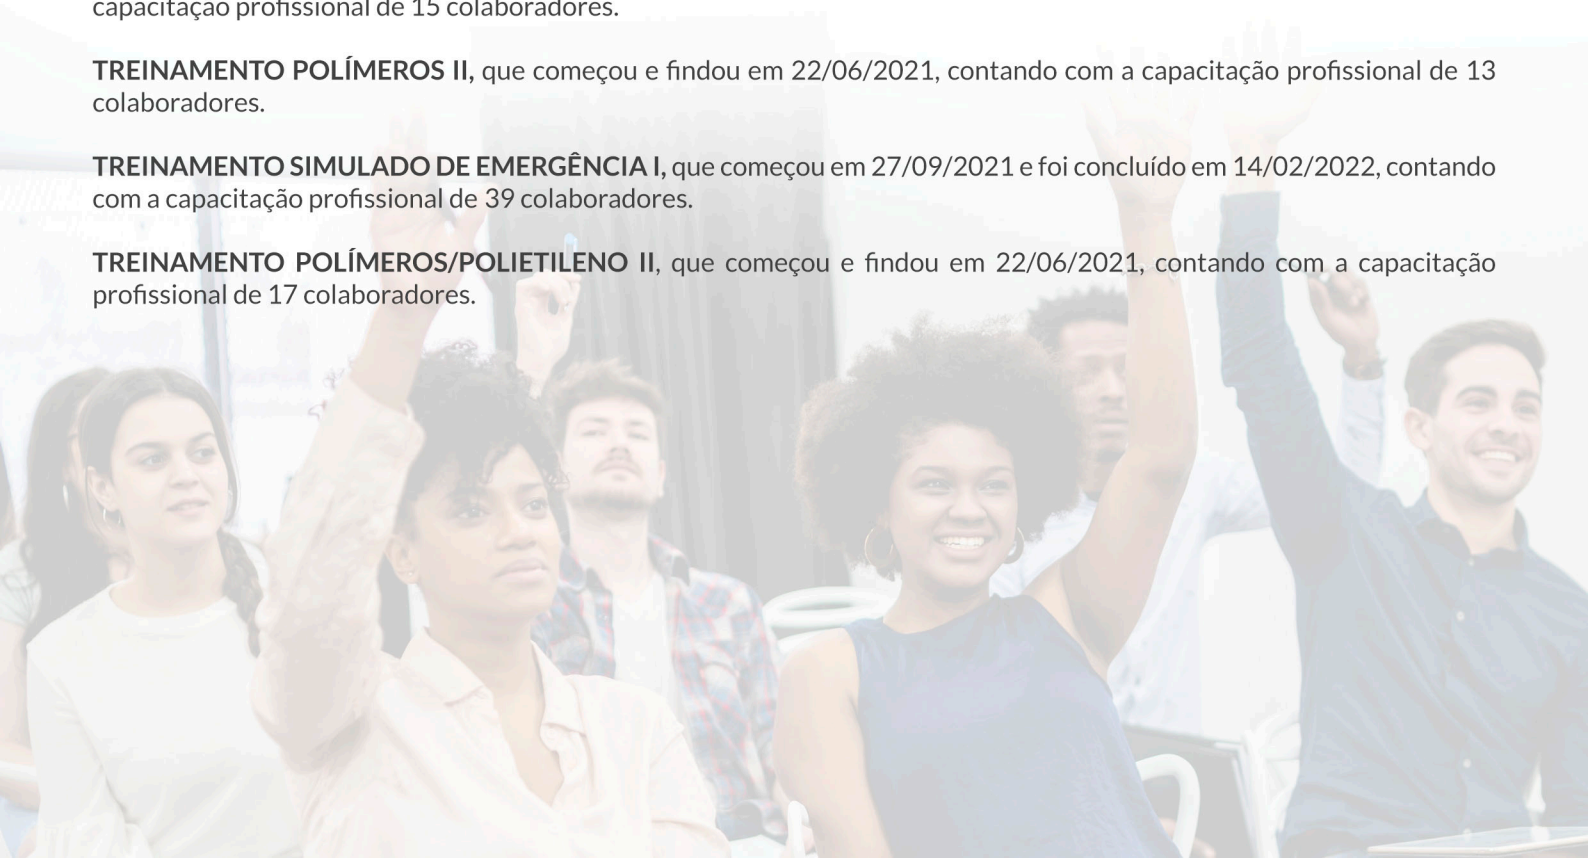 capacitação profissional de 15 colaboradores.
TREINAMENTO POLÍMEROS II, que começou e findou em 22/06/2021, contando com a capacitação profissional de 13
colaboradores.
TREINAMENTO SIMULADO DE EMERGÊNCIA I, que começou em 27/09/2021 e foi concluído em 14/02/2022, contando
com a capacitação profissional de 39 colaboradores.
TREINAMENTO POLÍMEROS/POLIETILENO II, que começou e findou em 22/06/2021, contando com a capacitação
profissional de 17 colaboradores.